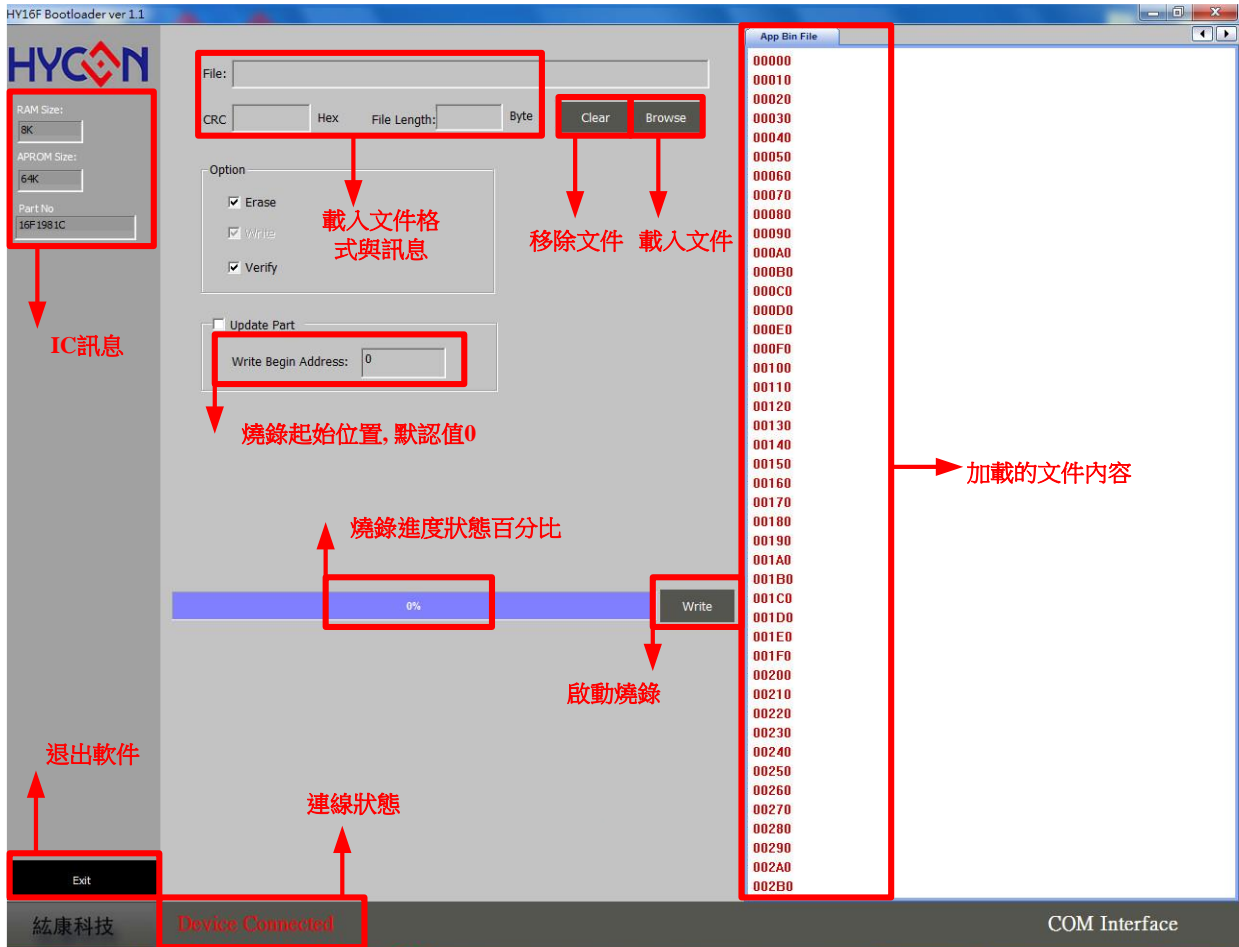 HY16F Bootloader ver 1.1
HYCON
RAM Size:
8K
APROM Size:
64K
Part No
16F1981C
IC訊息
File:
CRC
Hex
File Length:
Byte
Clear
Browse
Option
Erase
Write
Verify
載入文件格
式與訊息
移除文件
載入文件
Update Part
Write Begin Address:
0
燒錄起始位置, 默認值0
燒錄進度狀態百分比
0%
Write
啟動燒錄
退出軟件
連線狀態
Exit
紘康科技
Device Connected
COM Interface
App Bin File
00000
00010
00020
00030
00040
00050
00060
00070
00080
00090
000A0
000B0
000C0
000D0
000E0
000F0
00100
00110
00120
00130
00140
00150
00160
00170
00180
00190
001A0
001B0
001C0
001D0
001E0
001F0
00200
00210
00220
00230
00240
00250
00260
00270
00280
00290
002A0
002B0
加載的文件內容